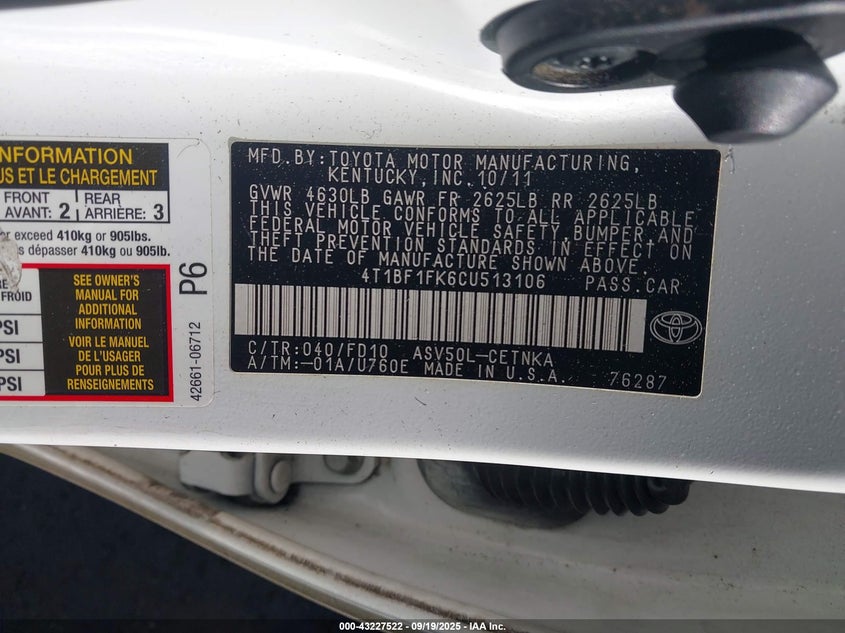 INFORMATION
US ET LE CHARGEMENT
FRONT
AVANT: 2
REAR
ARRIÈRE: 3
exceed 410kg or 905lbs.
dépasser 410kg ou 905lb.
FROID
PSI
PSI
SEE OWNER'S
MANUAL FOR
ADDITIONAL
INFORMATION
VOIR LE MANUEL
DE L'USAGER
POUR PLUS DE
RENSEIGNEMENTS
P6
42661-06712
MFD.BY:TOYOTA MOTOR MANUFACTURING,
KENTUCKY, INC.10/11
GVWR 4630LB GAWR FR 2625LB RR 2625LB
THIS VEHICLE CONFORMS TO ALL APPLICABLE
FEDERAL MOTOR VEHICLE SAFETY, BUMPER AND
THEFT PREVENTION STANDARDS IN EFFECT ON
THE DATE OF MANUFACTURE SHOWN ABOVE.
4T1BF1FK6CU513106 PASS.CAR
C/TR:040/FD10 ASV50L-CETNKA
A/TM:-01A/U760E MADE IN U.S.A. 76287
000-43227522 - 09/19/2025 - IAA, Inc.